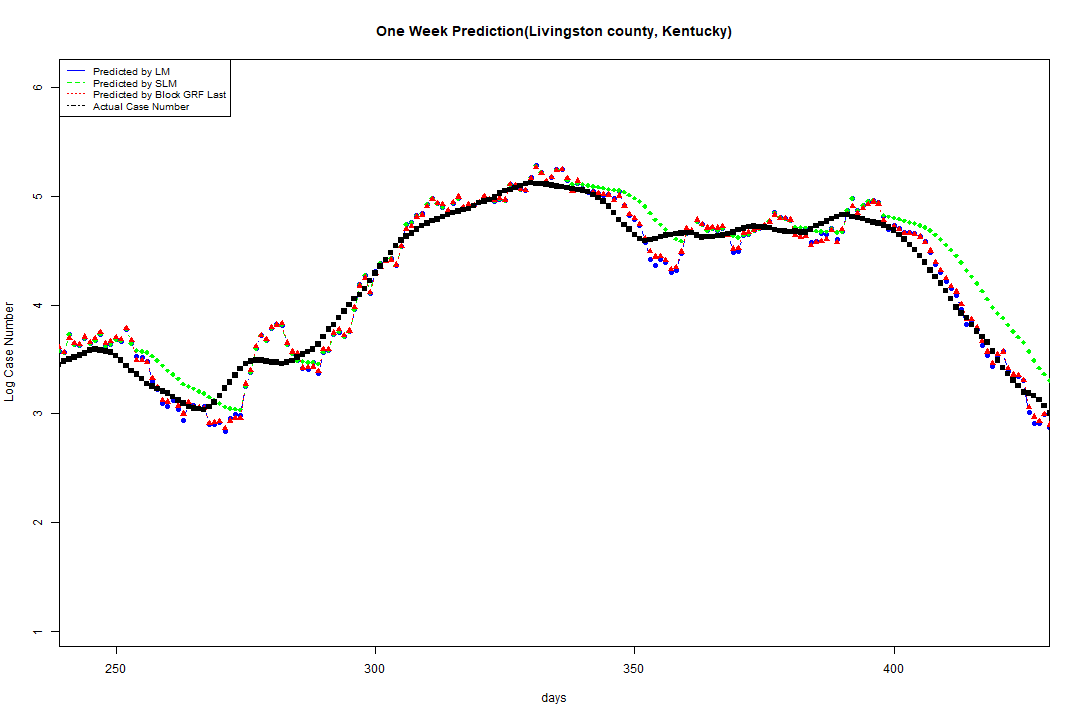 One Week Prediction(Livingston county, Kentucky)
Predicted by LM
Predicted by SLM
Predicted by Block GRF Last
Actual Case Number
6
5
4
3
2
1
Log Case Number
250 300 350 400
days